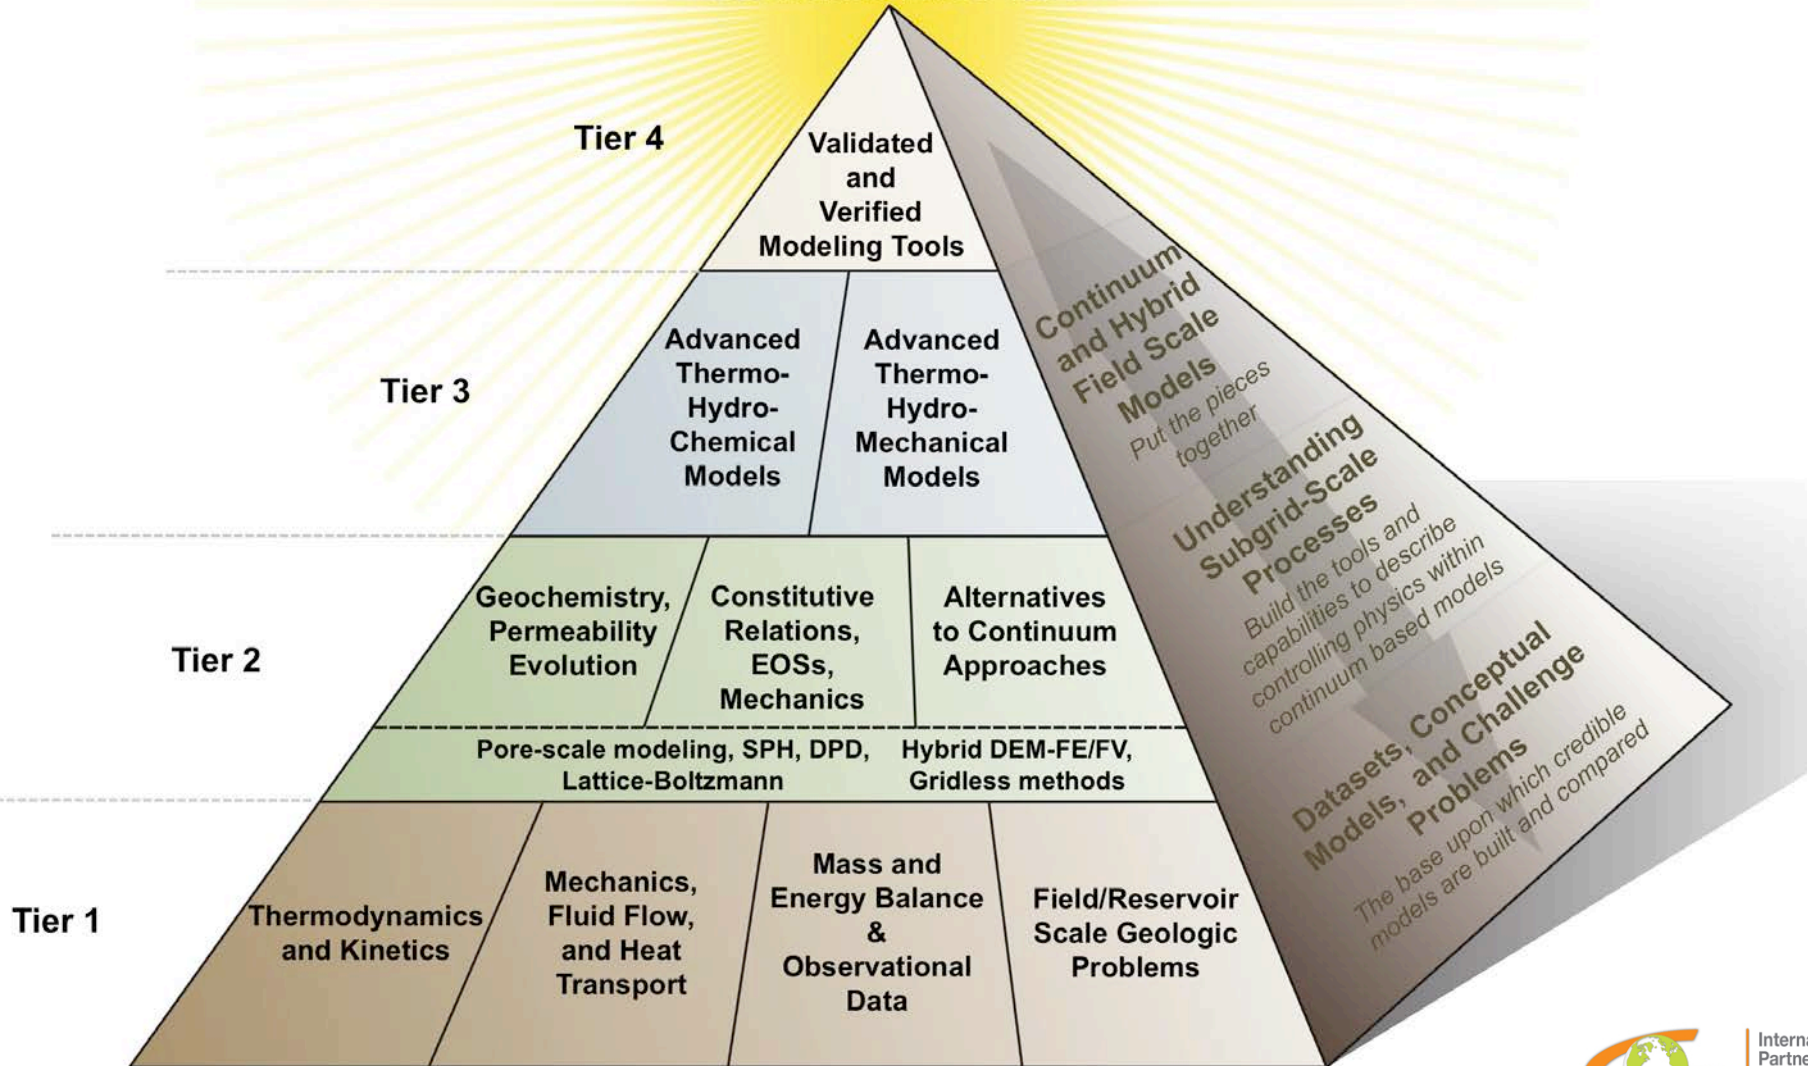 Tier 4
Validated
and
Verified
Modeling Tools
Tier 3
Advanced
Thermo-
Hydro-
Chemical
Models
Advanced
Thermo-
Hydro-
Mechanical
Models
Tier 2
Geochemistry,
Permeability
Evolution
Constitutive
Relations,
EOSs,
Mechanics
Alternatives
to Continuum
Approaches
Pore-scale modeling, SPH, DPD,
Lattice-Boltzmann
Hybrid DEM-FE/FV,
Gridless methods
Tier 1
Thermodynamics
and Kinetics
Mechanics,
Fluid Flow,
and Heat
Transport
Mass and
Energy Balance
&
Observational
Data
Field/Reservoir
Scale Geologic
Problems
Continuum
and Hybrid
Field Scale
Models
Put the pieces
together
Understanding
Subgrid-Scale
Processes
Build the tools and
capabilities to describe
controlling physics within
continuum based models
Datasets, Conceptual
Models, and Challenge
Problems
The base upon which credible
models are built and compared
Interna
Partne